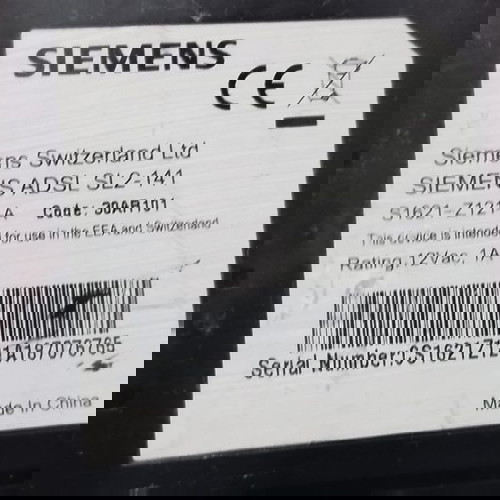 SIEMENS
CE
Siemens Switzerland Ltd
SIEMENS ADSL SL2-141
S1621-Z121-A Code: 30AB101
This device is intended for use in the EEA and Switzerland
Rating: 12Vac, 1A
Serial Number:
Made In China